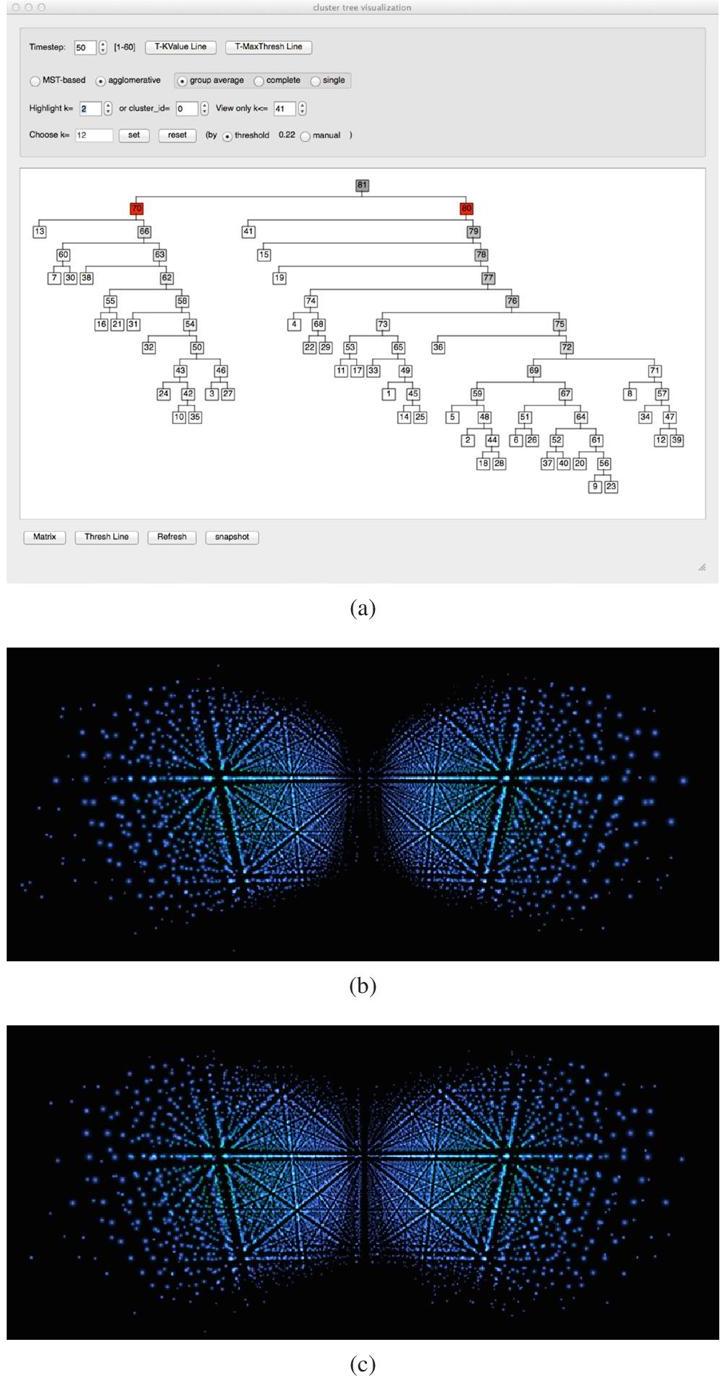 cluster tree visualization
Timestep: 50 [1-60] T-KValue Line T-MaxThresh Line
MST-based agglomerative group average complete single
Highlight k= 2 or cluster_id= 0 View only k<= 41
Choose k= 12 set reset (by threshold 0.22 manual )
81
70 80
13 66 41 79
60 63 15 78
7 30 38 62 19 77
55 58 74 76
16 21 31 54 4 68 73 75
32 50 22 29 53 65 36 72
43 46 11 17 33 49 69 71
24 42 3 27 1 45 59 67 8 57
10 35 14 25 5 48 51 64 34 47
2 44 6 26 52 61 12 39
18 28 37 40 20 56
9 23
Matrix Thresh Line Refresh snapshot
(a)
(b)
(c)